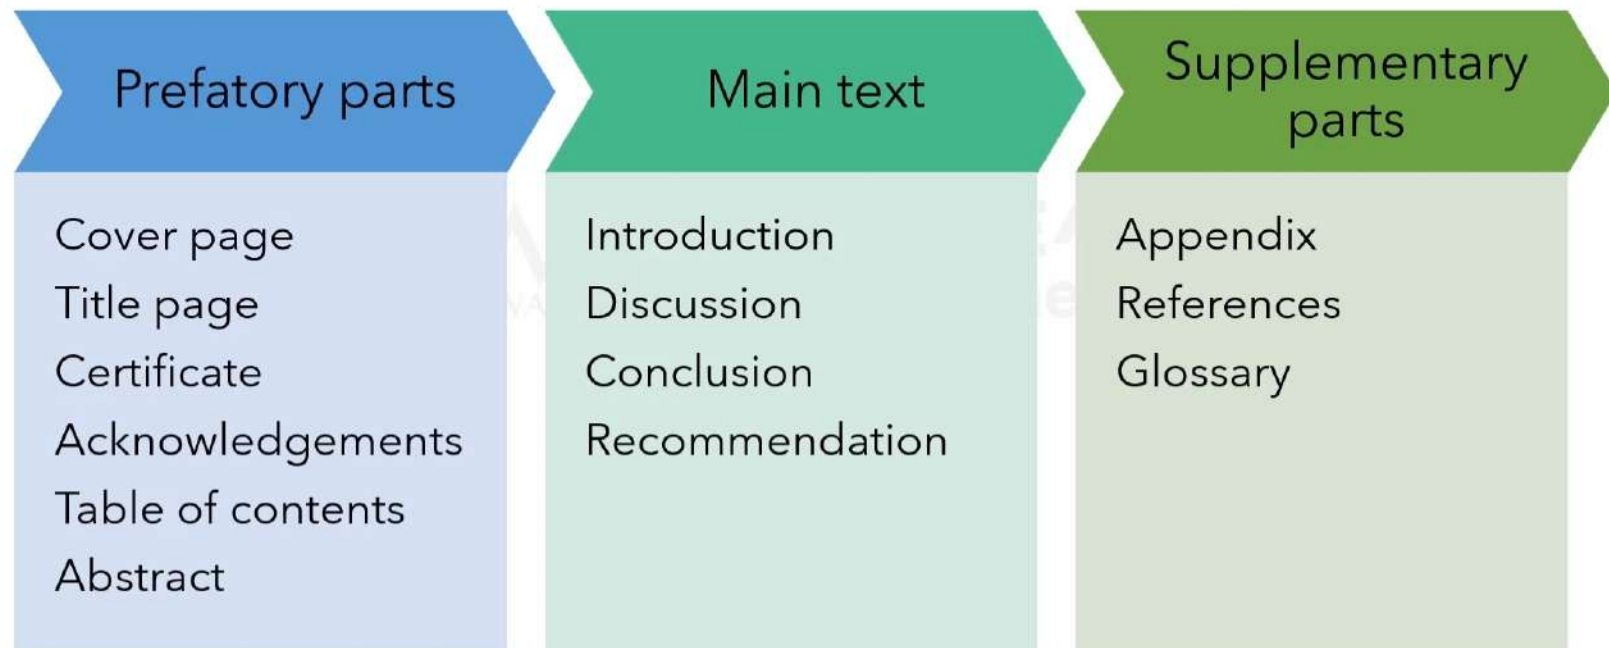 Prefatory parts
Cover page
Title page
Certificate
Acknowledgements
Table of contents
Abstract
Main text
Introduction
Discussion
Conclusion
Recommendation
Supplementary
parts
Appendix
References
Glossary